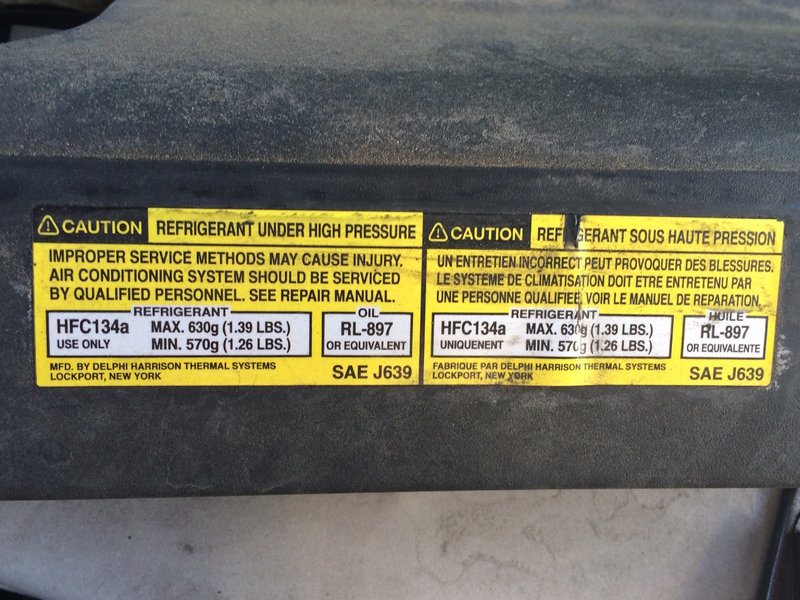 CAUTION REFRIGERANT UNDER HIGH PRESSURE
IMPROPER SERVICE METHODS MAY CAUSE INJURY.
AIR CONDITIONING SYSTEM SHOULD BE SERVICED
BY QUALIFIED PERSONNEL. SEE REPAIR MANUAL.
REFRIGERANT
HFC134a MAX. 630g (1.39 LBS.)
USE ONLY MIN. 570g (1.26 LBS.)
OIL
RL-897
OR EQUIVALENT
MFD. BY DELPHI HARRISON THERMAL SYSTEMS
LOCKPORT, NEW YORK
SAE J639
CAUTION REFRIGERANT SOUS HAUTE PRESSION
UN ENTRETIEN INCORRECT PEUT PROVOQUER DES BLESSURES.
LE SYSTEME DE CLIMATISATION DOIT ETRE ENTRETENU PAR
UNE PERSONNE QUALIFIEE, VOIR LE MANUEL DE REPARATION.
REFRIGERANT
HFC134a MAX. 630g (1.39 LBS.)
UNIQUENENT MIN. 570g (1.26 LBS.)
HUILE
RL-897
OR EQUIVALENTE
FABRIQUE PAR DELPHI HARRISON THERMAL SYSTEMS
LOCKPORT, NEW YORK
SAE J639